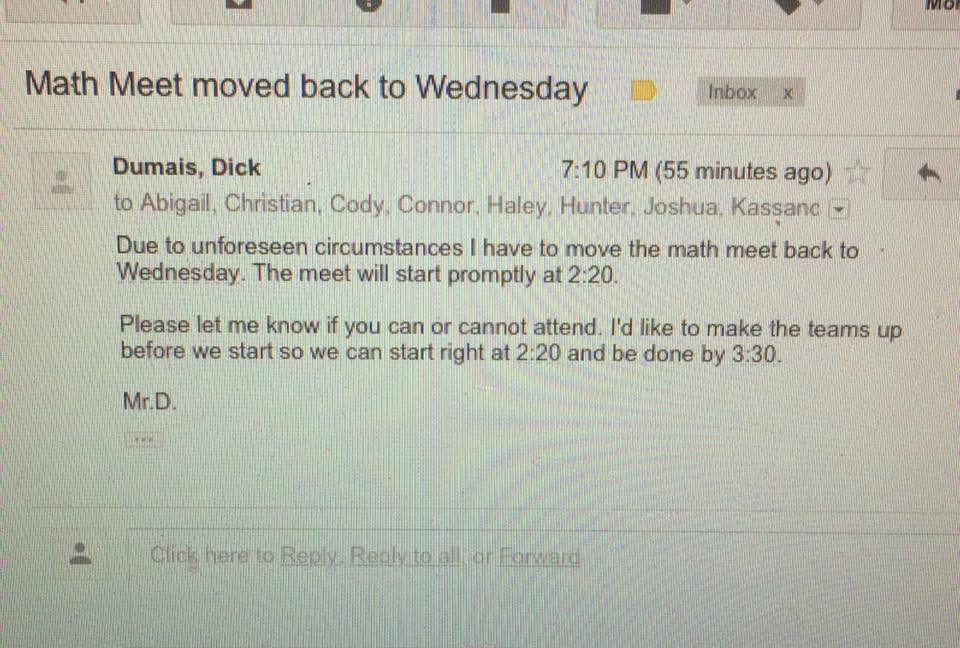 Math Meet moved back to Wednesday Inbox x
Dumais, Dick 7:10 PM (55 minutes ago)
to Abigail, Christian, Cody, Connor, Haley, Hunter, Joshua, Kassanc
Due to unforeseen circumstances I have to move the math meet back to
Wednesday. The meet will start promptly at 2:20.
Please let me know if you can or cannot attend. I'd like to make the teams up
before we start so we can start right at 2:20 and be done by 3:30.
Mr.D.
Click here to Reply, Reply to all, or Forward